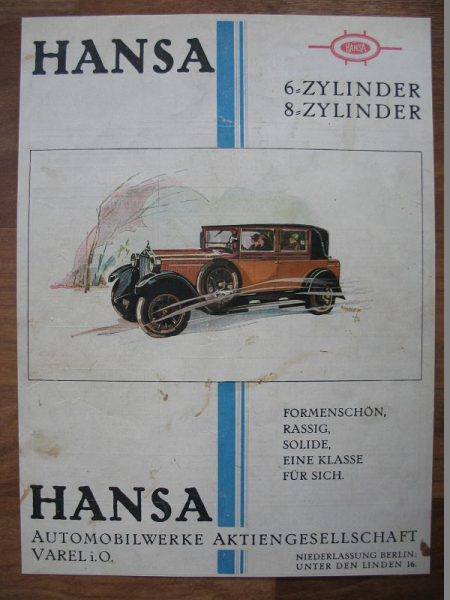 HANSA
HANSA
6=ZYLINDER
8=ZYLINDER
FORMENSCHÖN,
RASSIG,
SOLIDE,
EINE KLASSE
FÜR SICH.
HANSA
AUTOMOBILWERKE AKTIENGESELLSCHAFT
VAREL i.O.
NIEDERLASSUNG BERLIN:
UNTER DEN LINDEN 16.